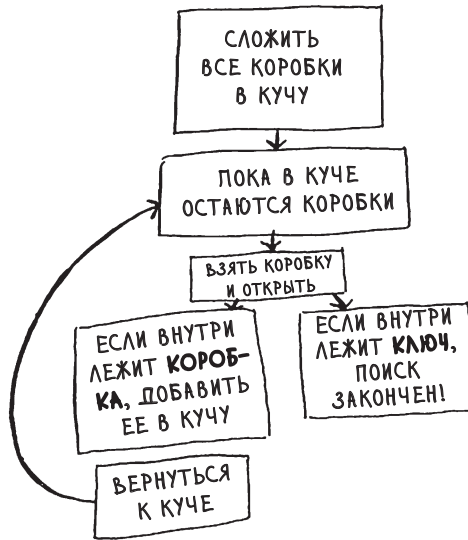 СЛОЖИТЬ
ВСЕ КОРОБКИ
В КУЧУ
ПОКА В КУЧЕ
ОСТАЮТСЯ КОРОБКИ
ВЗЯТЬ КОРОБКУ
И ОТКРЫТЬ
ЕСЛИ ВНУТРИ
ЛЕЖИТ КОРОБ-
КА, ДОБАВИТЬ
ЕЕ В КУЧУ
ЕСЛИ ВНУТРИ
ЛЕЖИТ КЛЮЧ,
ПОИСК
ЗАКОНЧЕН!
ВЕРНУТЬСЯ
К КУЧЕ